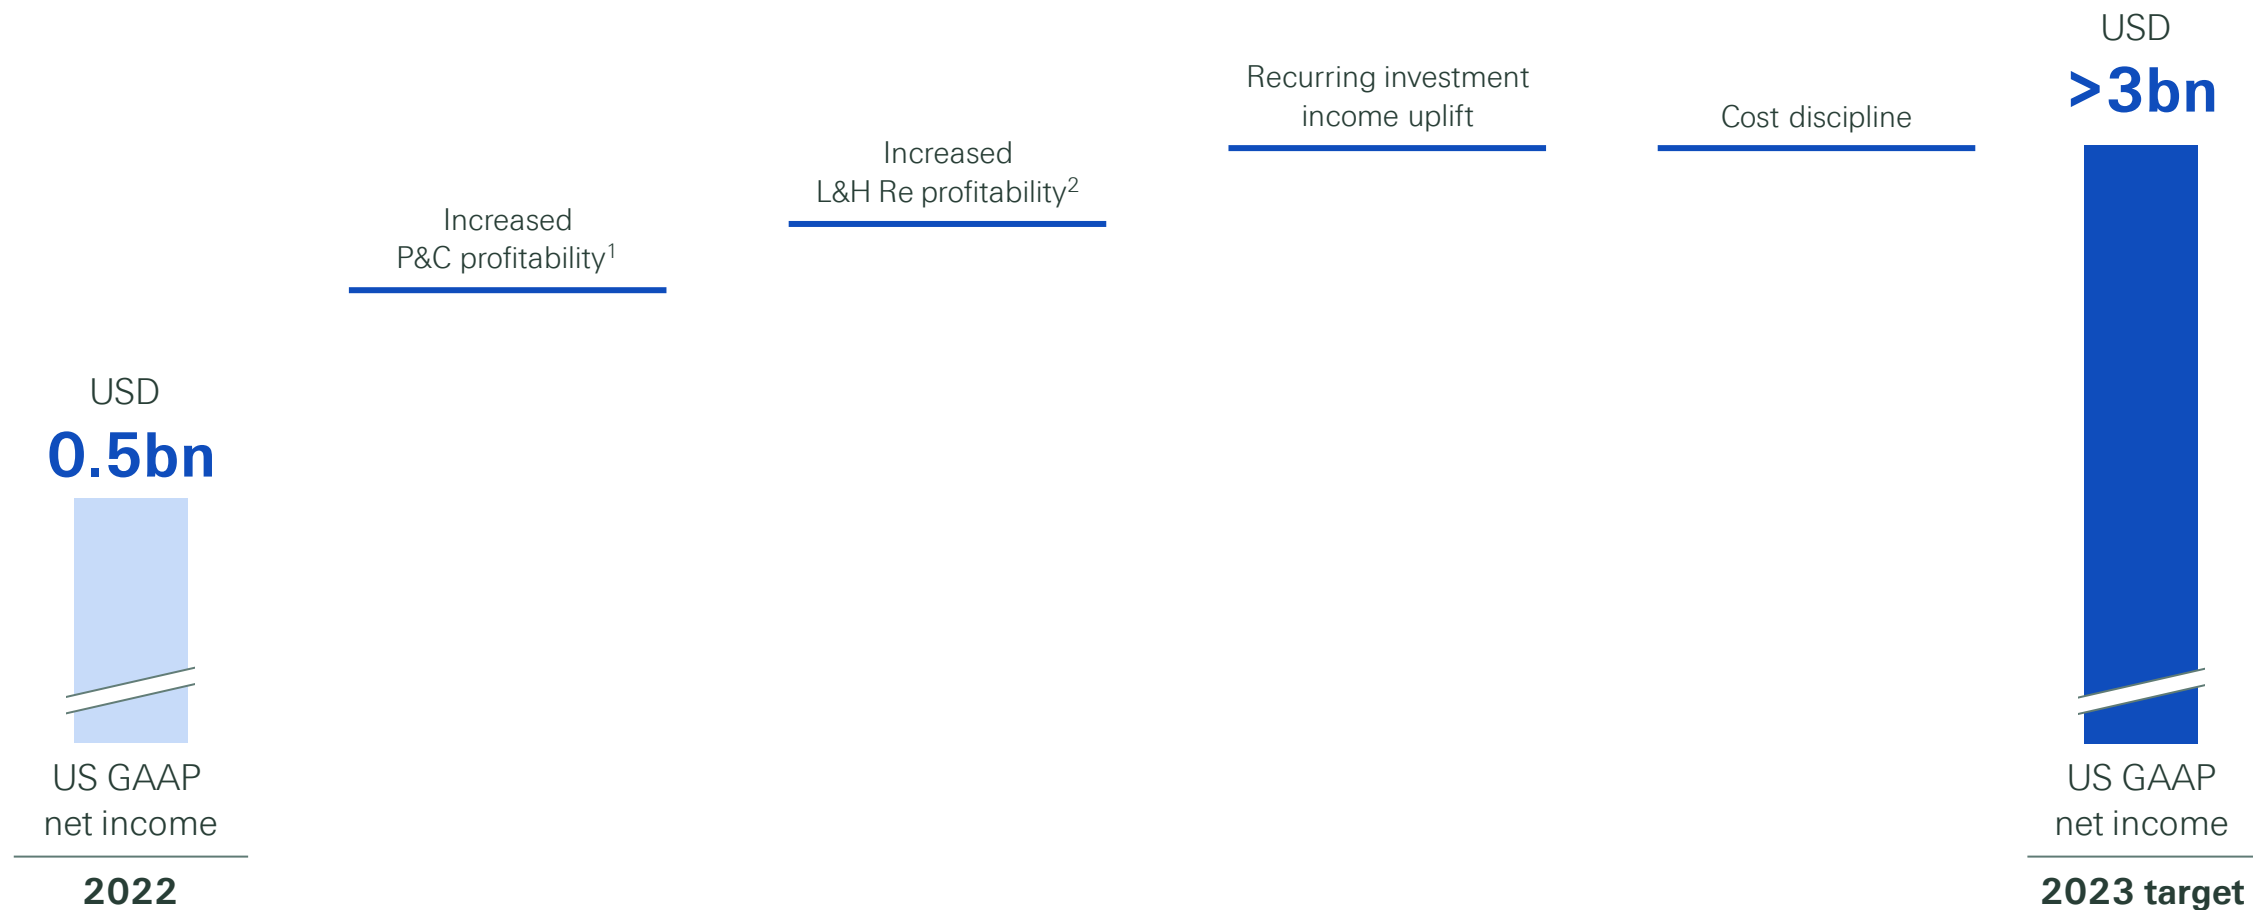 USD
0.5bn
US GAAP
net income
2022
Increased
P&C profitability¹
Increased
L&H Re profitability²
Recurring investment
income uplift
Cost discipline
USD
>3bn
US GAAP
net income
2023 target